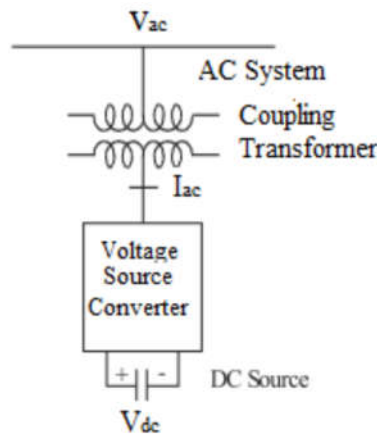 Vac
AC System
Coupling
Transformer
Iac
Voltage
Source
Converter
+ -
DC Source
Vdc